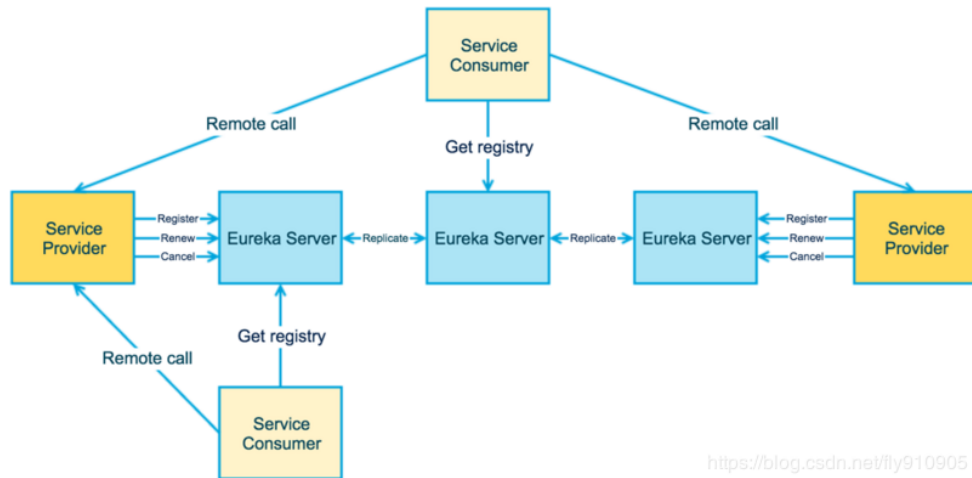 Service
Consumer
Remote call
Remote call
Get registry
Service
Provider
Register
Renew
Cancel
Eureka Server
Replicate
Eureka Server
Replicate
Eureka Server
Register
Renew
Cancel
Service
Provider
Get registry
Remote call
Service
Consumer
https://blog.csdn.net/fly910905